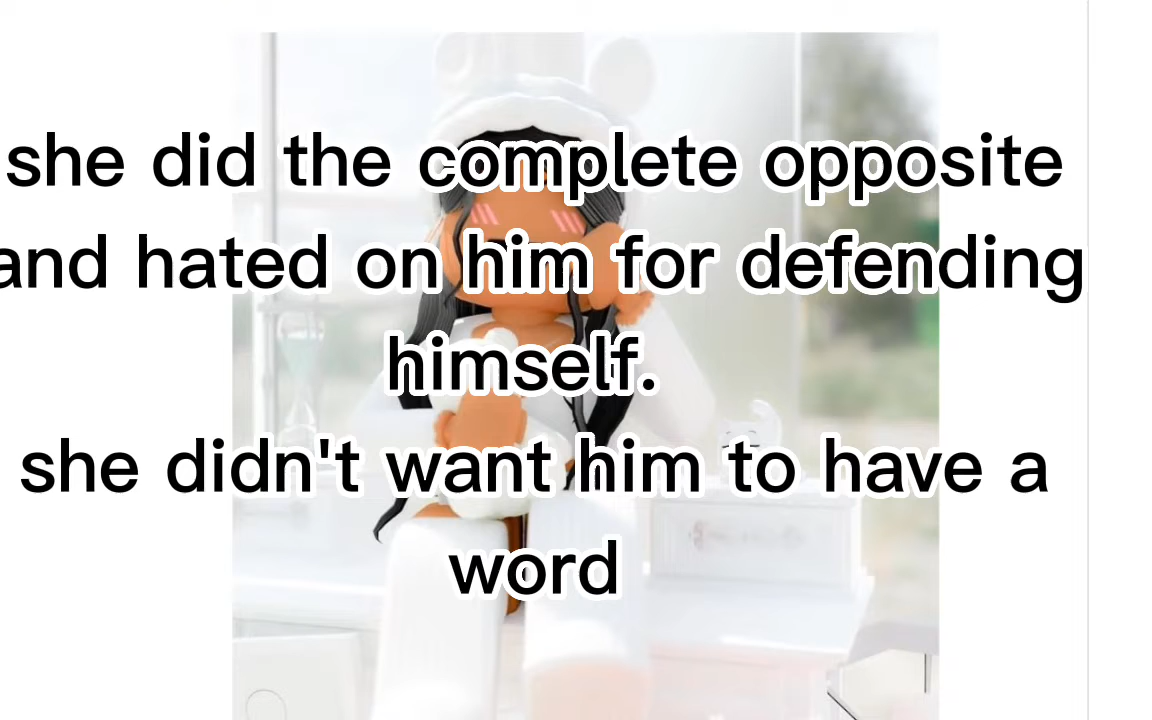 she did the complete opposite
and hated on him for defending
himself.
she didn't want him to have a
word